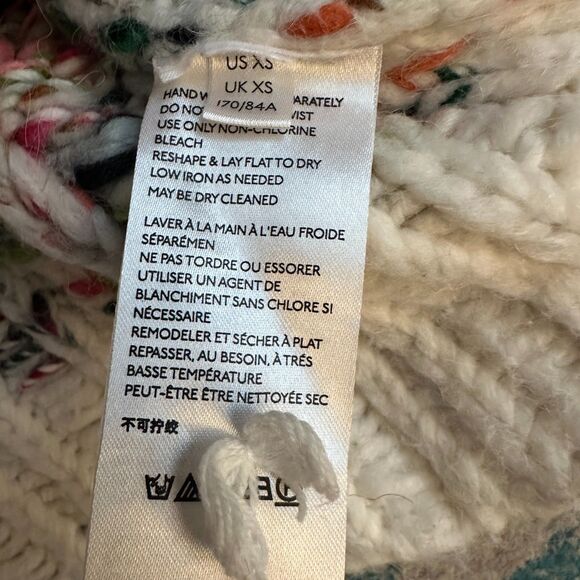 US XS
UK XS
170/84A
HAND PARATELY
DO NOT
USE ONLY NON-CHLORINE
BLEACH
RESHAPE & LAY FLAT TO DRY
LOW IRON AS NEEDED
MAY BE DRY CLEANED
LAVER À LA MAIN À L'EAU FROIDE
SÉPARÉMEN
NE PAS TORDRE OU ESSORER
UTILISER UN AGENT DE
BLANCHIMENT SANS CHLORE SI
NÉCESSAIRE
REMODELER ET SÉCHER À PLAT
REPASSER, AU BESOIN, À TRÉS
BASSE TEMPÉRATURE
PEUT-ÊTRE ÊTRE NETTOYÉE SEC
不可拧绞